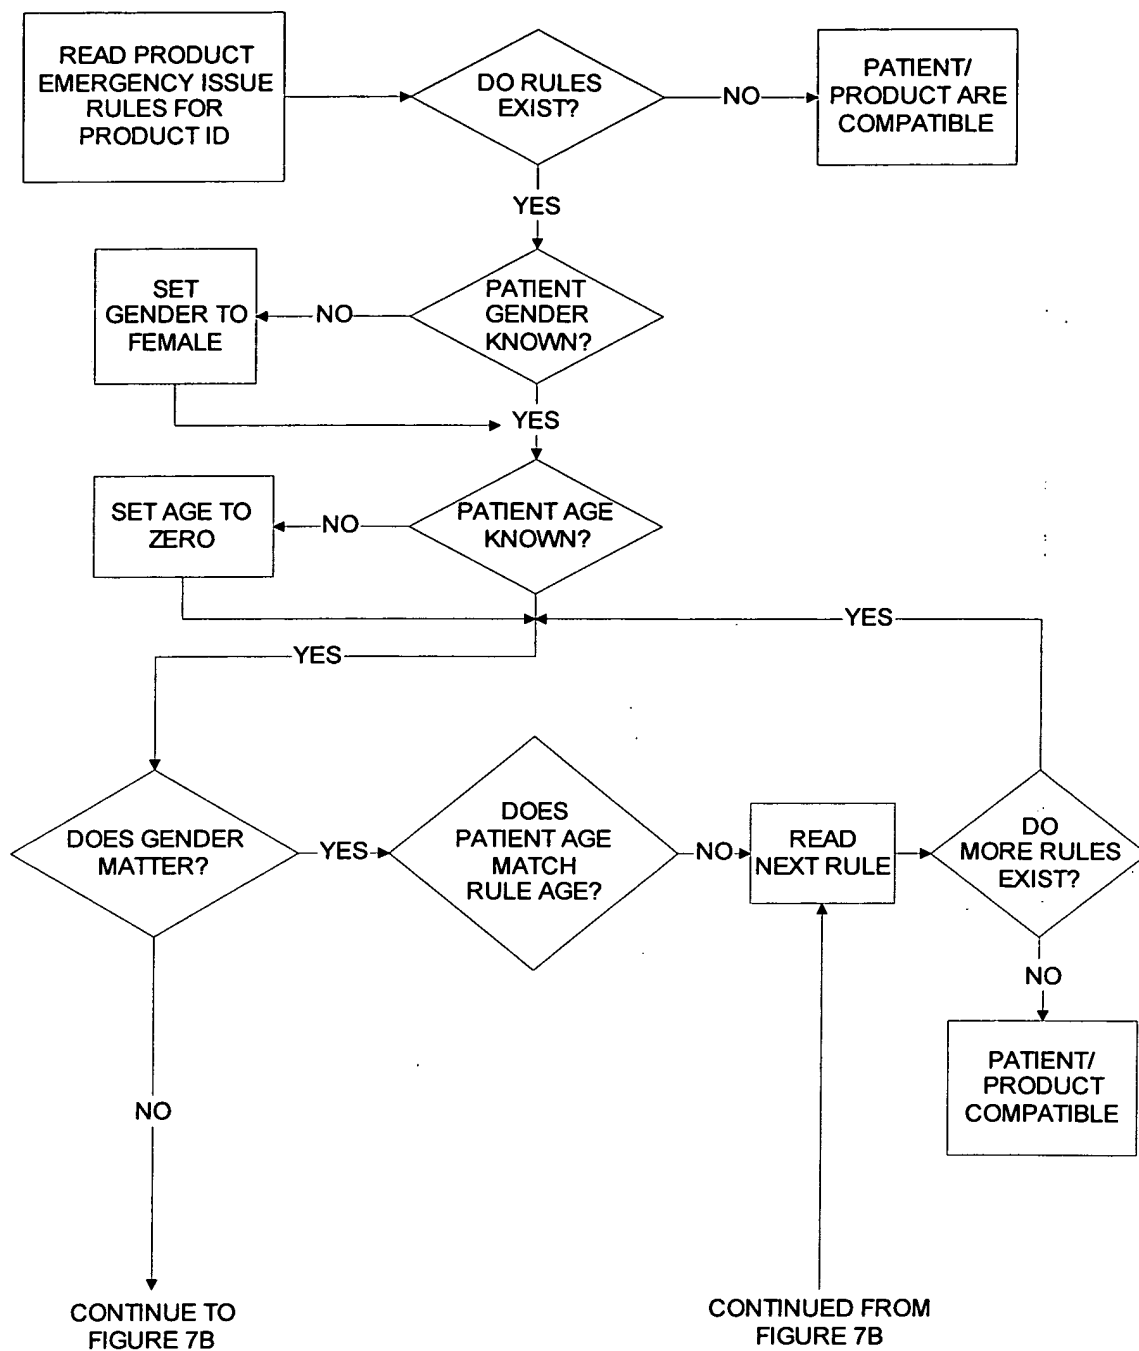 READ PRODUCT
EMERGENCY ISSUE
RULES FOR
PRODUCT ID
DO RULES
EXIST?
NO
PATIENT/
PRODUCT ARE
COMPATIBLE
YES
SET
GENDER TO
FEMALE
NO
PATIENT
GENDER
KNOWN?
YES
SET AGE TO
ZERO
NO
PATIENT AGE
KNOWN?
YES
YES
DOES GENDER
MATTER?
YES
DOES
PATIENT AGE
MATCH
RULE AGE?
NO
READ
NEXT RULE
DO
MORE RULES
EXIST?
NO
PATIENT/
PRODUCT
COMPATIBLE
NO
CONTINUE TO
FIGURE 7B
CONTINUED FROM
FIGURE 7B